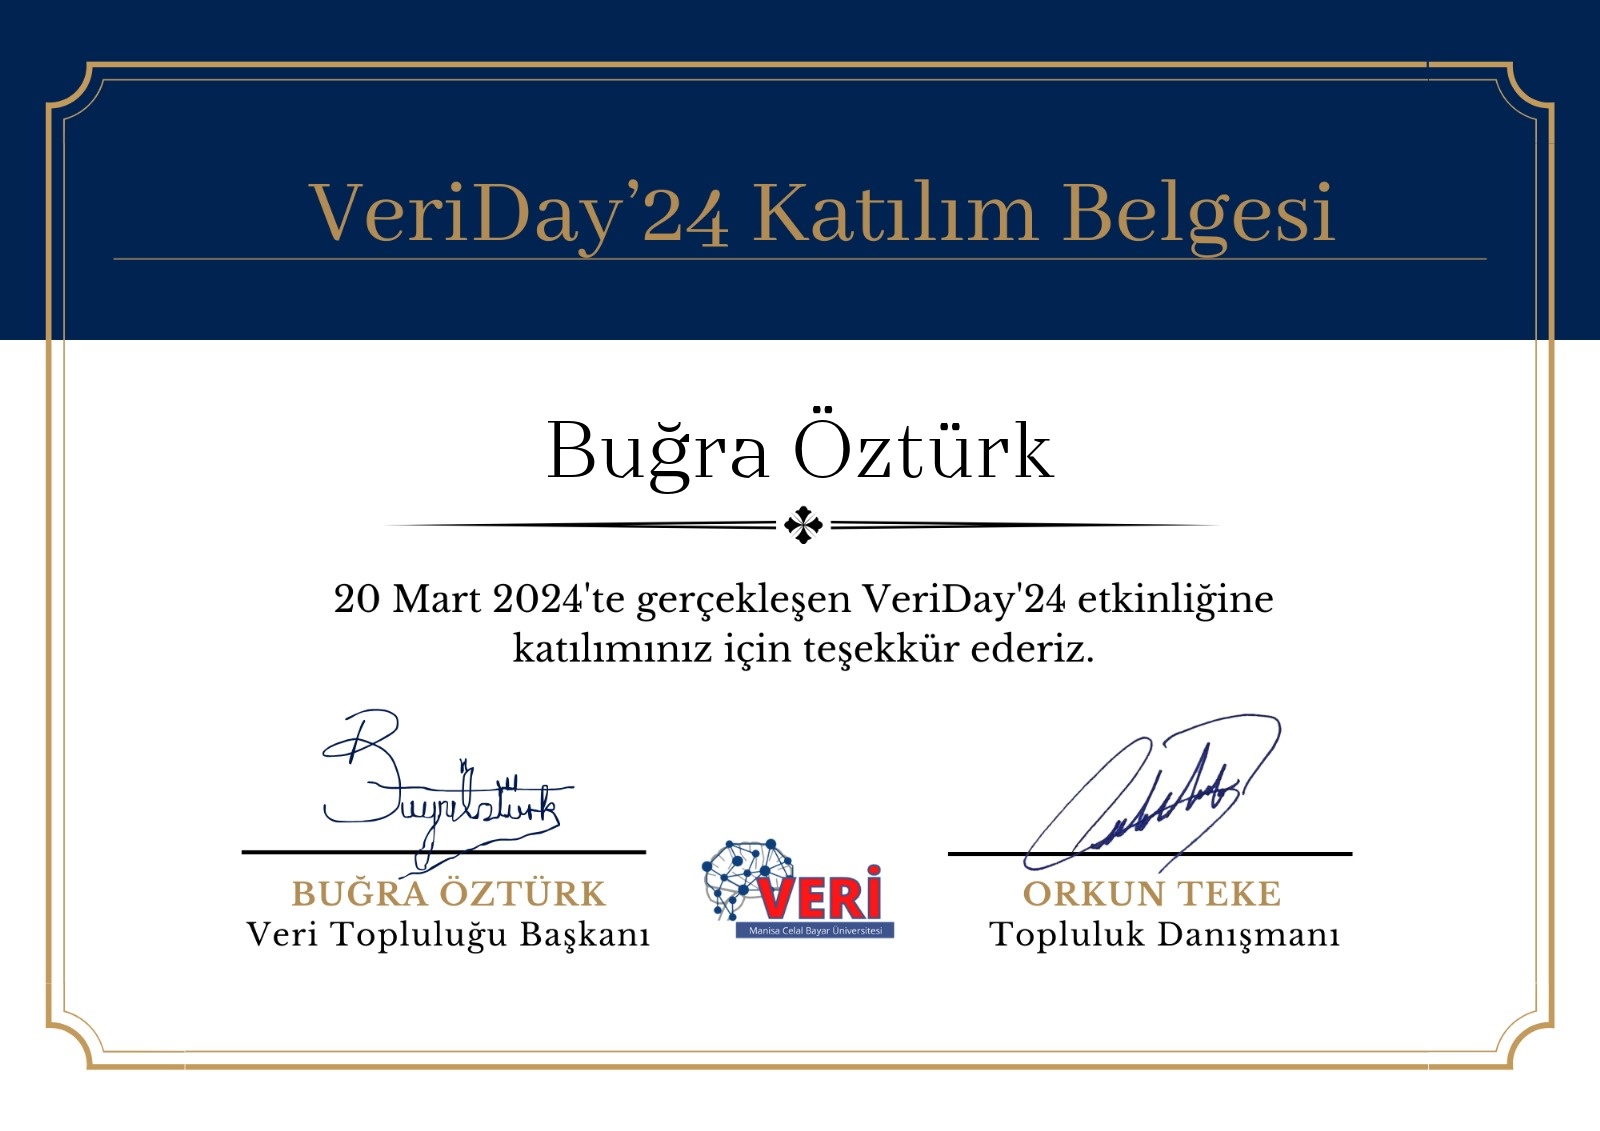 VeriDay’24 Katılım Belgesi
Buğra Öztürk
20 Mart 2024'te gerçekleşen VeriDay'24 etkinliğine
katılımınız için teşekkür ederiz.
BUĞRA ÖZTÜRK
Veri Topluluğu Başkanı
VERİ
Manisa Celal Bayar Üniversitesi
ORKUN TEKE
Topluluk Danışmanı